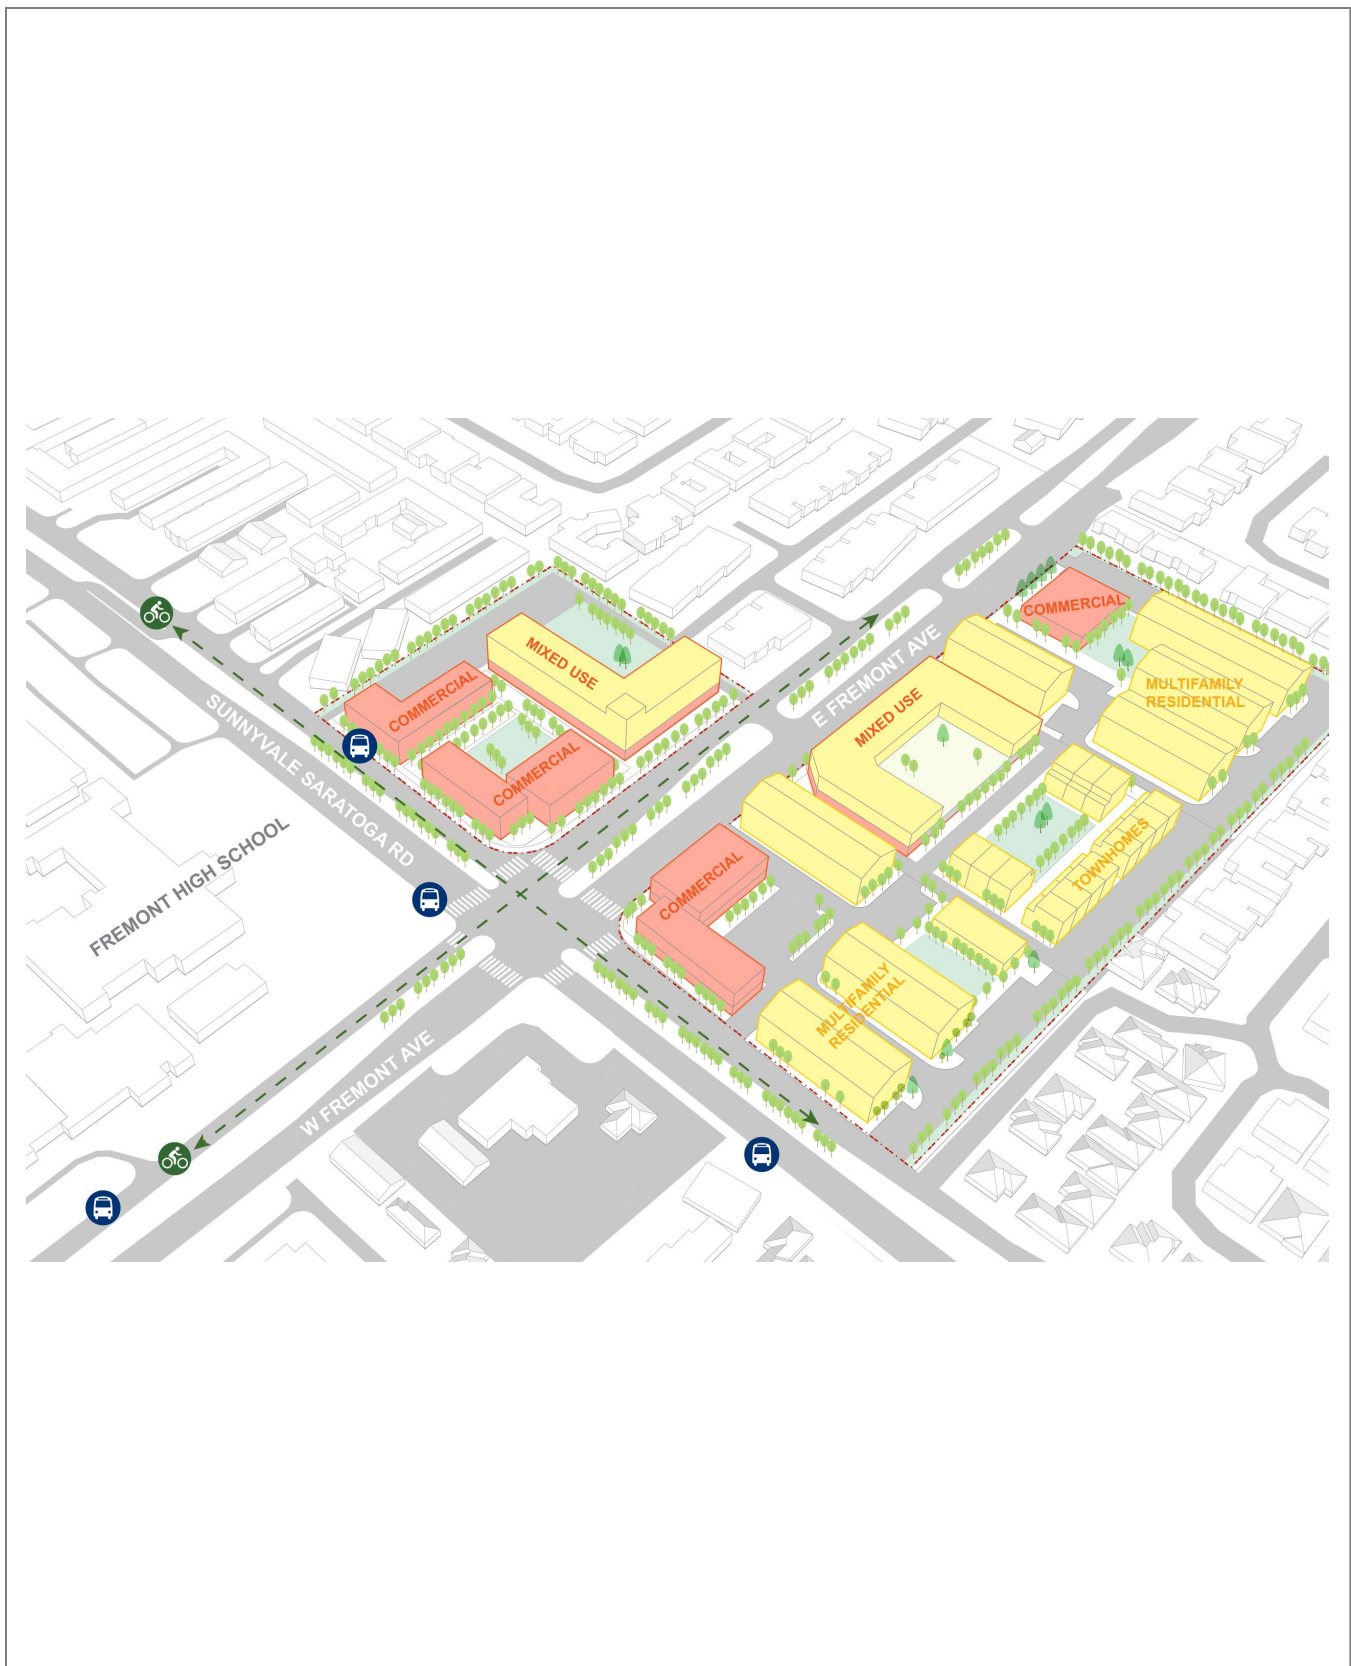 COMMERCIAL
MIXED USE
MULTIFAMILY
RESIDENTIAL
COMMERCIAL
E FREMONT AVE
MIXED USE
COMMERCIAL
SUNNYVALE SARATOGA RD
TOWNHOMES
COMMERCIAL
FREMONT HIGH SCHOOL
MULTIFAMILY
RESIDENTIAL
W FREMONT AVE